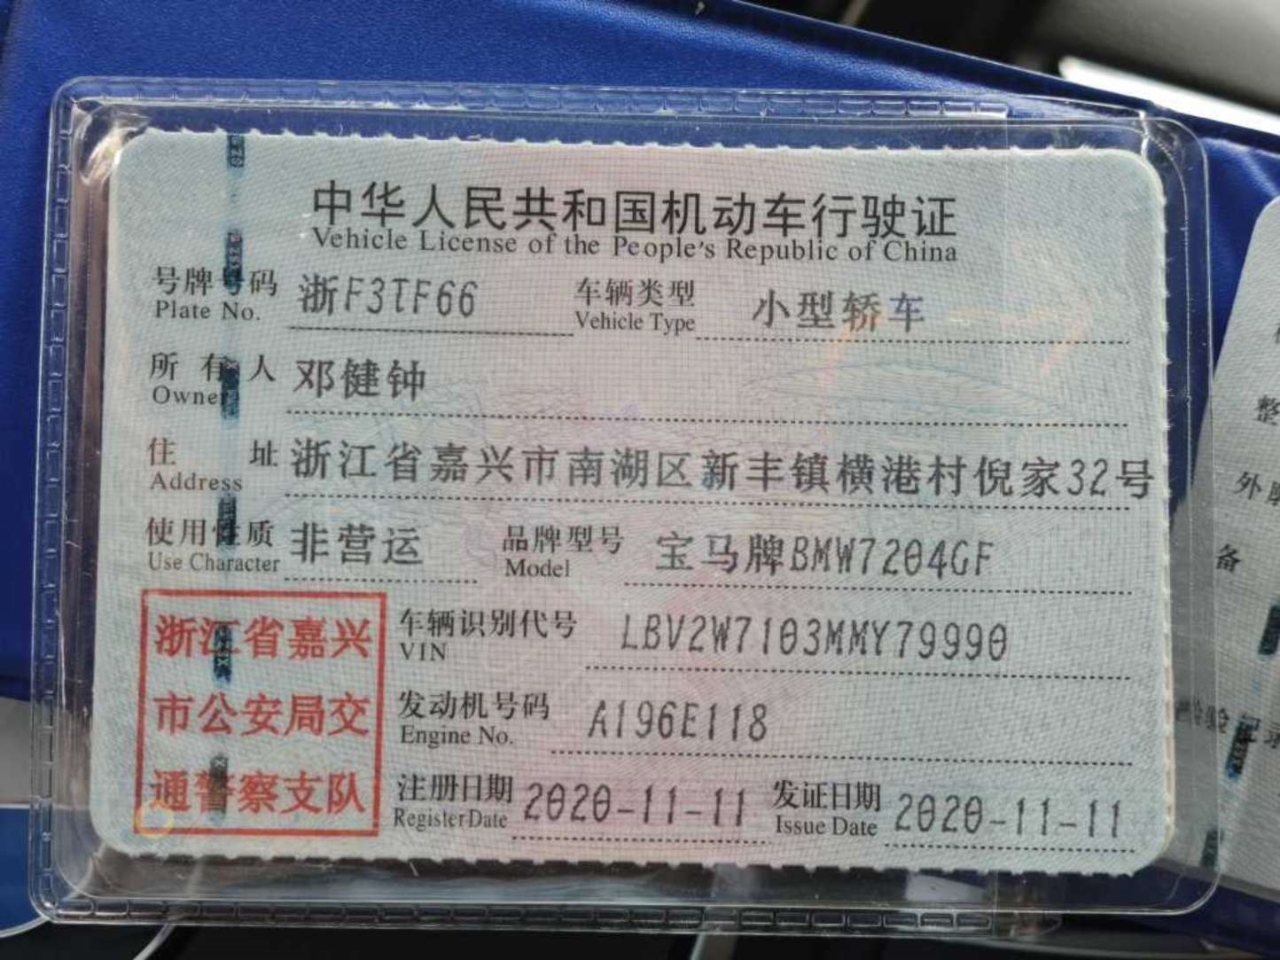 中华人民共和国机动车行驶证
Vehicle License of the People's Republic of China
号牌号码 浙F3TF66 车辆类型 小型轿车
Plate No. Vehicle Type
所有人 邓健钟
Owner
住址 浙江省嘉兴市南湖区新丰镇横港村倪家32号
Address
使用性质 非营运 品牌型号 宝马牌BMW7204GF
Use Character Model
浙江省嘉兴
市公安局交
通警察支队
车辆识别代号 LBV2W7103MMY79990
VIN
发动机号码 A196E118
Engine No.
注册日期 2020-11-11 发证日期 2020-11-11
Register Date Issue Date
整
备